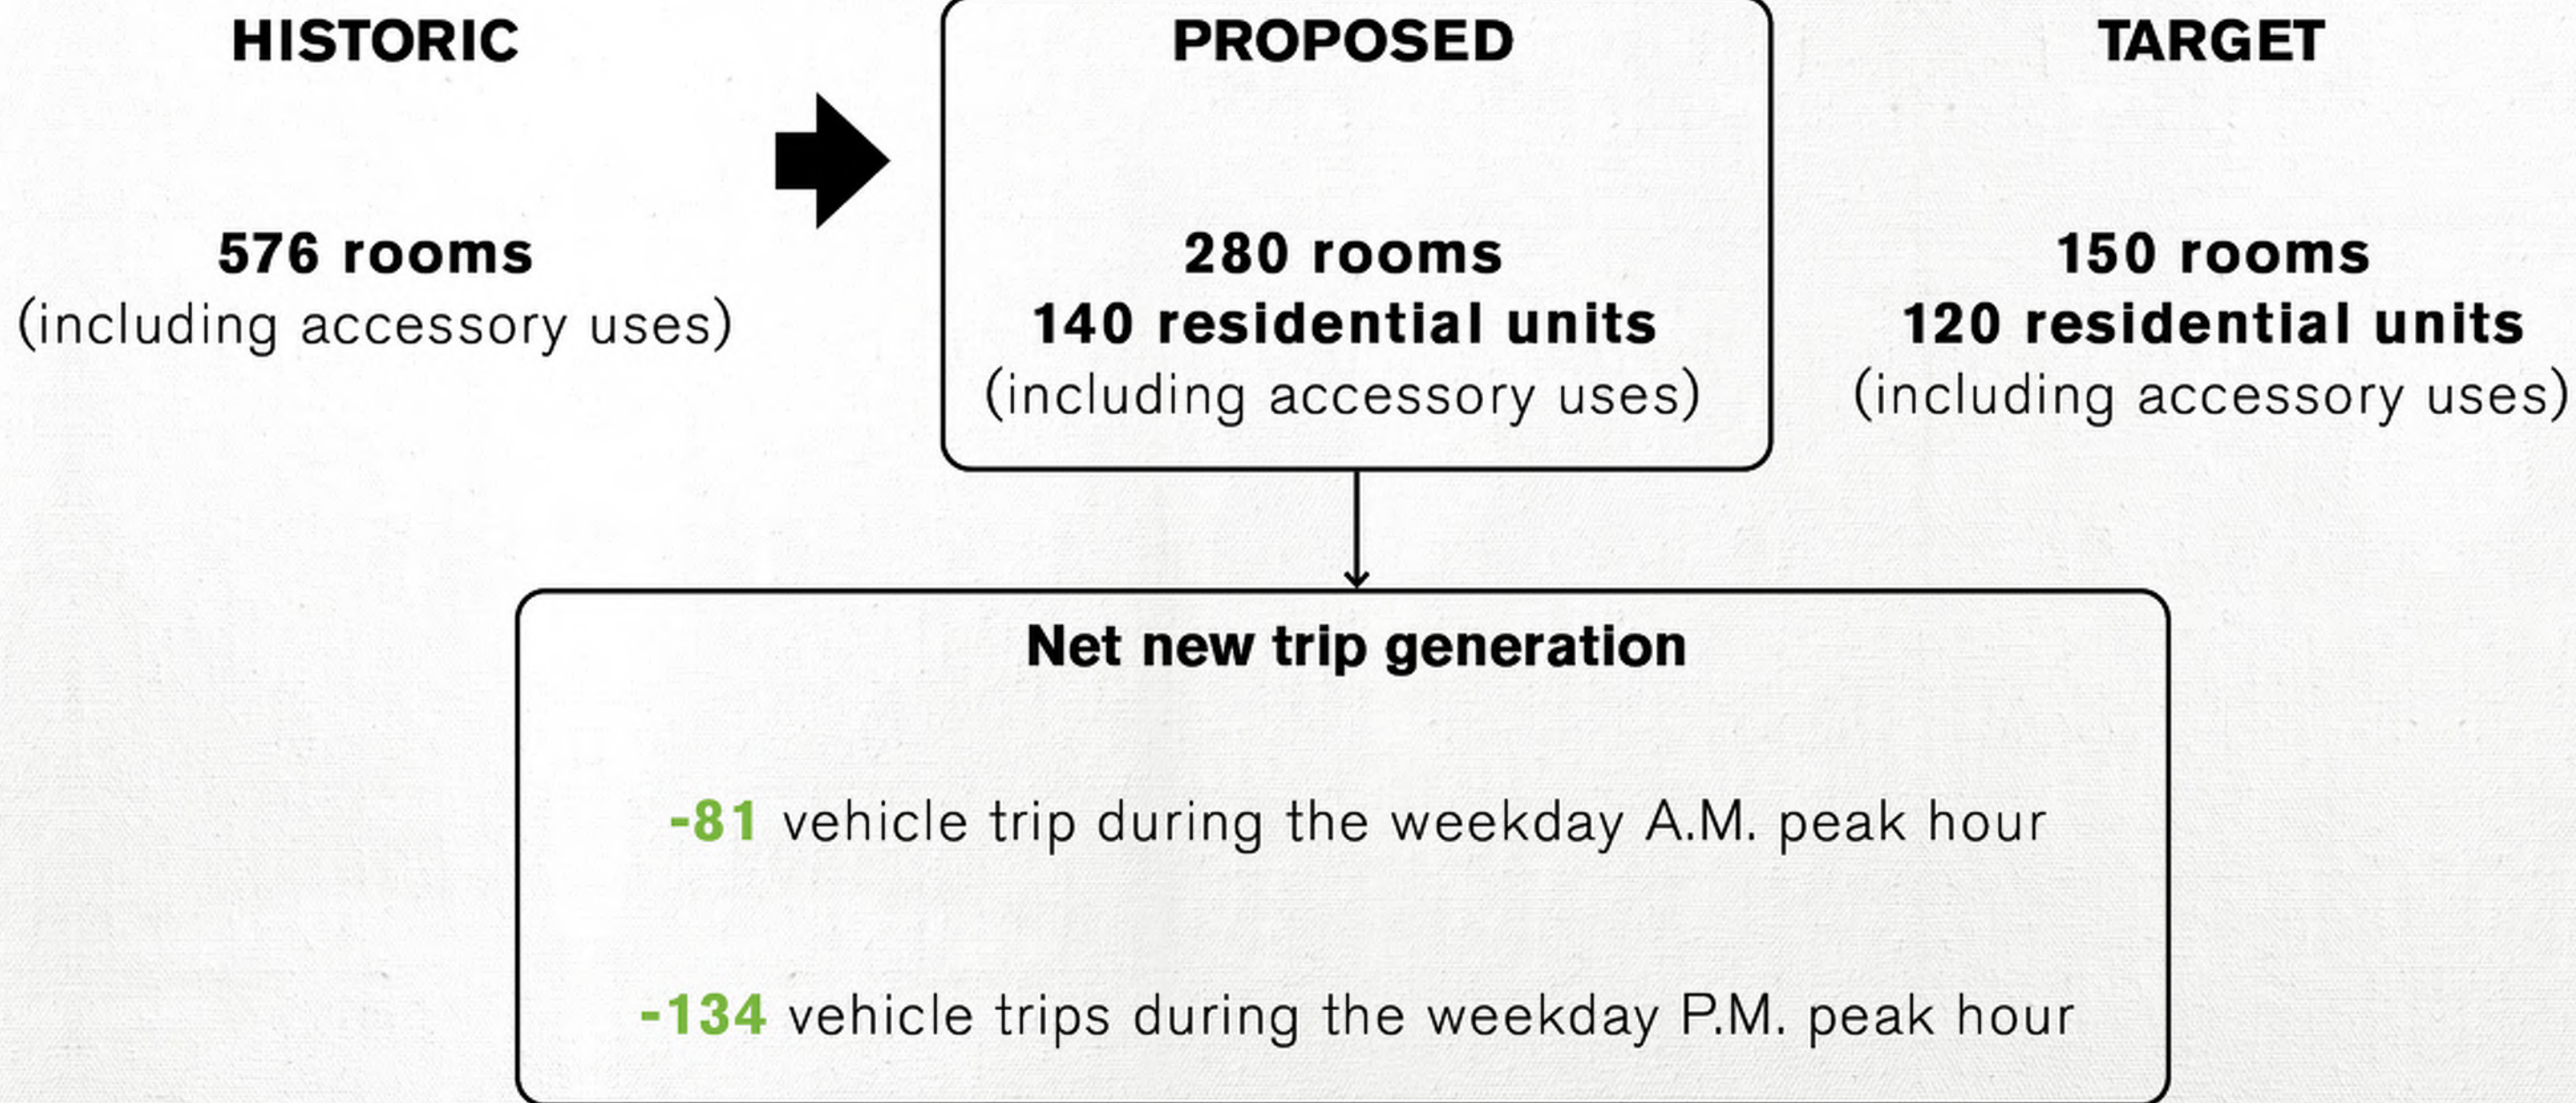 HISTORIC
576 rooms
(including accessory uses)
PROPOSED
280 rooms
140 residential units
(including accessory uses)
TARGET
150 rooms
120 residential units
(including accessory uses)
Net new trip generation
-81 vehicle trip during the weekday A.M. peak hour
-134 vehicle trips during the weekday P.M. peak hour